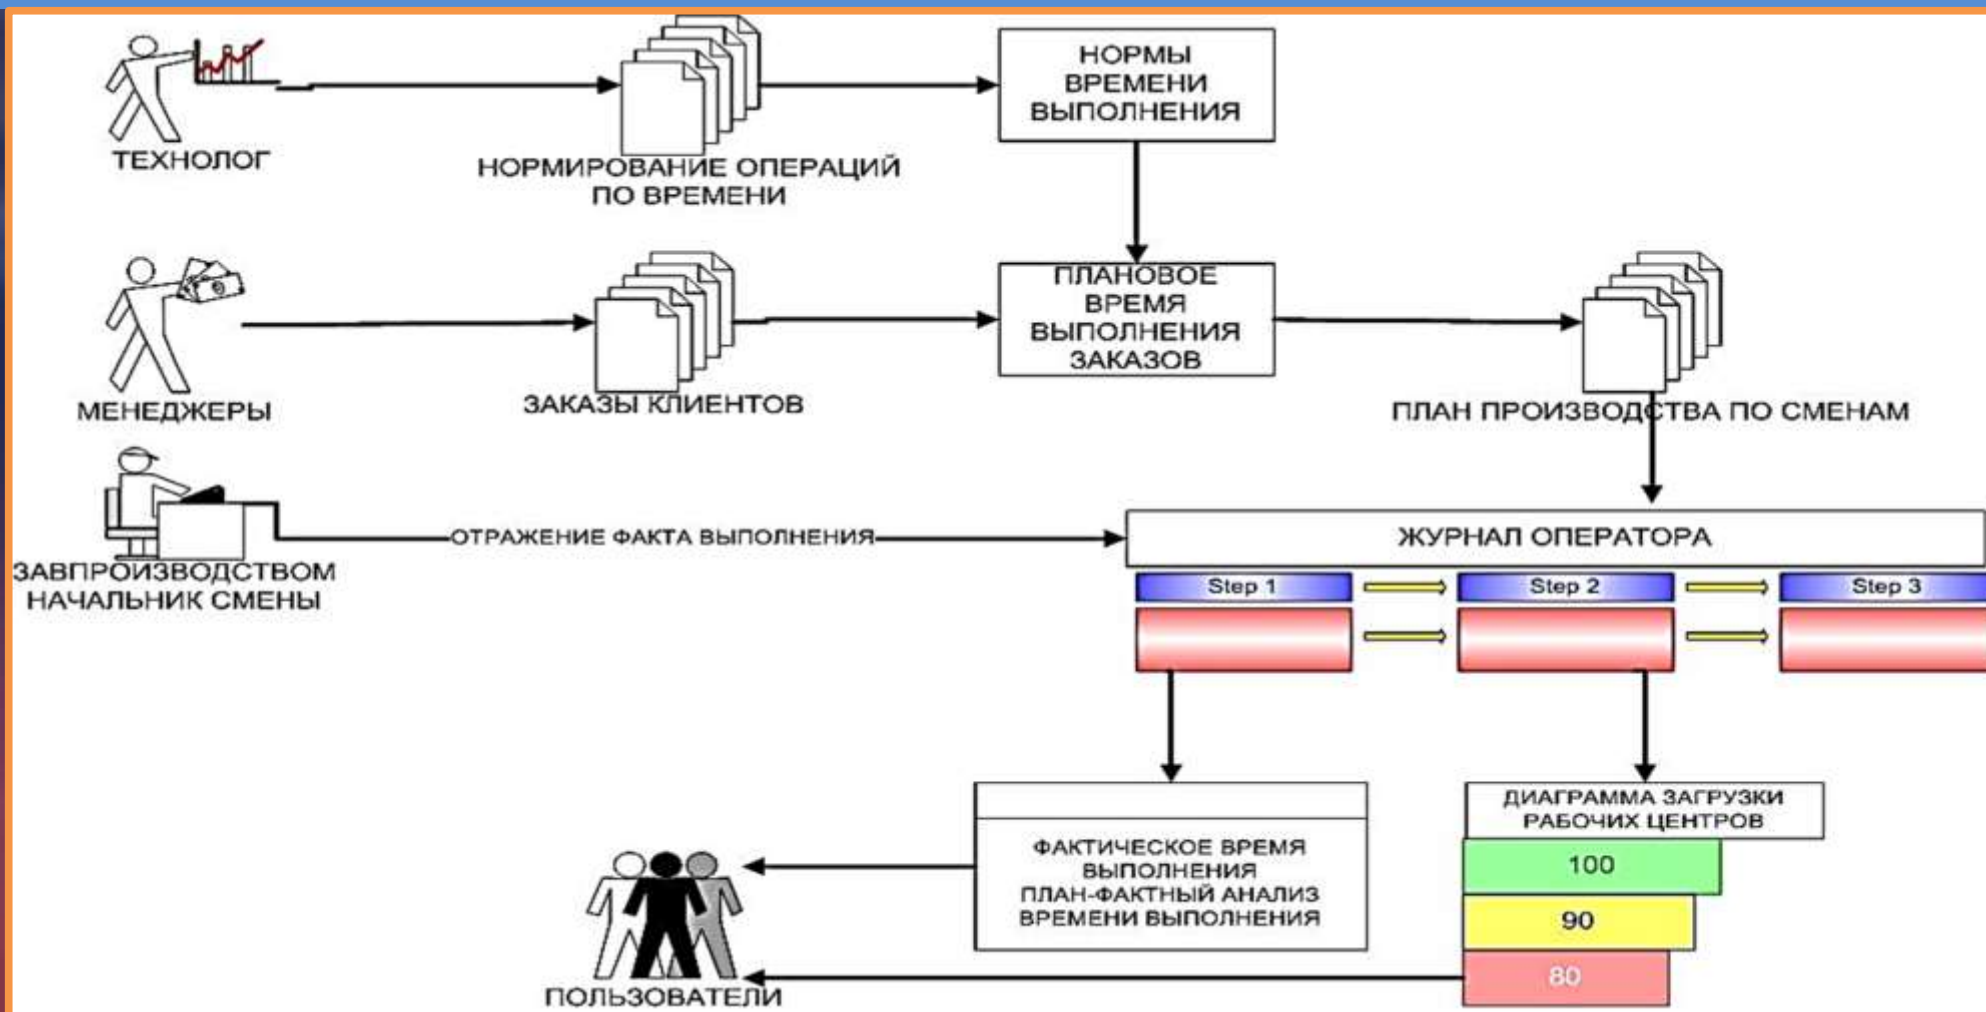 ТЕХНОЛОГ
НОРМИРОВАНИЕ ОПЕРАЦИЙ
ПО ВРЕМЕНИ
НОРМЫ
ВРЕМЕНИ
ВЫПОЛНЕНИЯ
МЕНЕДЖЕРЫ
ЗАКАЗЫ КЛИЕНТОВ
ПЛАНОВОЕ
ВРЕМЯ
ВЫПОЛНЕНИЯ
ЗАКАЗОВ
ПЛАН ПРОИЗВОДСТВА ПО СМЕНАМ
ЗАВПРОИЗВОДСТВОМ
НАЧАЛЬНИК СМЕНЫ
ОТРАЖЕНИЕ ФАКТА ВЫПОЛНЕНИЯ
ЖУРНАЛ ОПЕРАТОРА
Step 1
Step 2
Step 3
ФАКТИЧЕСКОЕ ВРЕМЯ
ВЫПОЛНЕНИЯ
ПЛАН-ФАКТНЫЙ АНАЛИЗ
ВРЕМЕНИ ВЫПОЛНЕНИЯ
ДИАГРАММА ЗАГРУЗКИ
РАБОЧИХ ЦЕНТРОВ
100
90
80
ПОЛЬЗОВАТЕЛИ